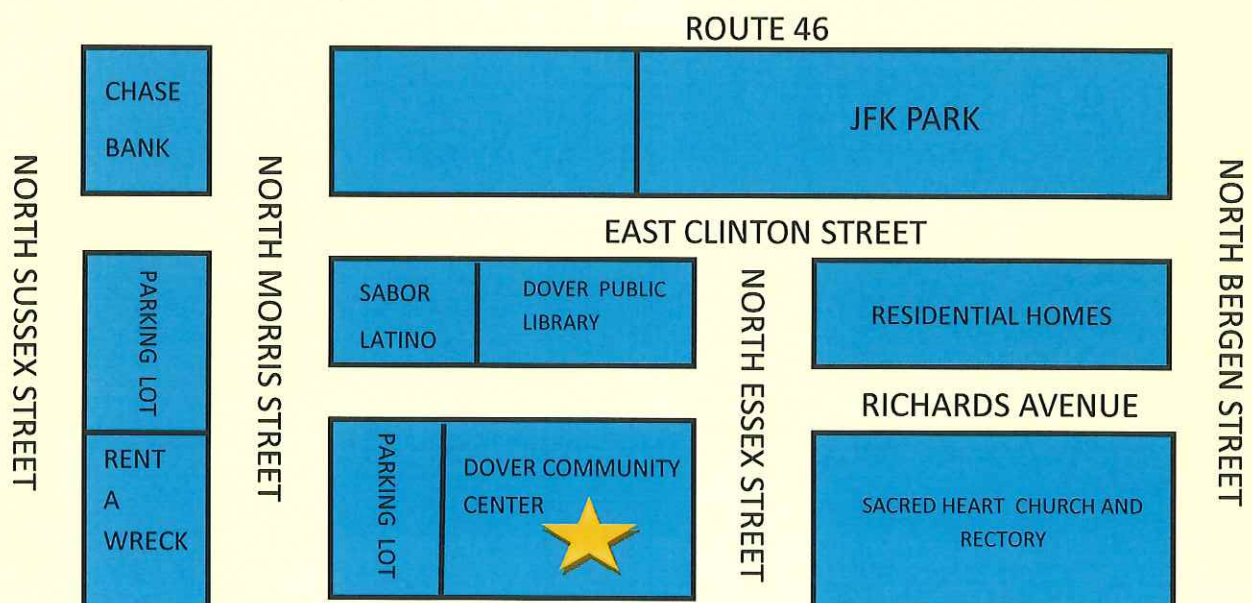 ROUTE 46
CHASE
BANK
JFK PARK
NORTH SUSSEX STREET
NORTH MORRIS STREET
NORTH BERGEN STREET
EAST CLINTON STREET
PARKING LOT
SABOR
LATINO
DOVER PUBLIC
LIBRARY
NORTH ESSEX STREET
RESIDENTIAL HOMES
RICHARDS AVENUE
RENT
A
WRECK
PARKING LOT
DOVER COMMUNITY
CENTER
SACRED HEART CHURCH AND
RECTORY